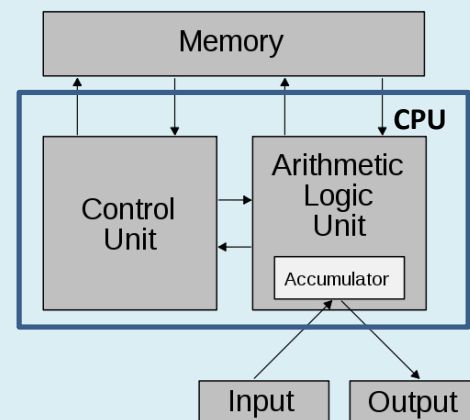 Memory
CPU
Control
Unit
Arithmetic
Logic
Unit
Accumulator
Input
Output